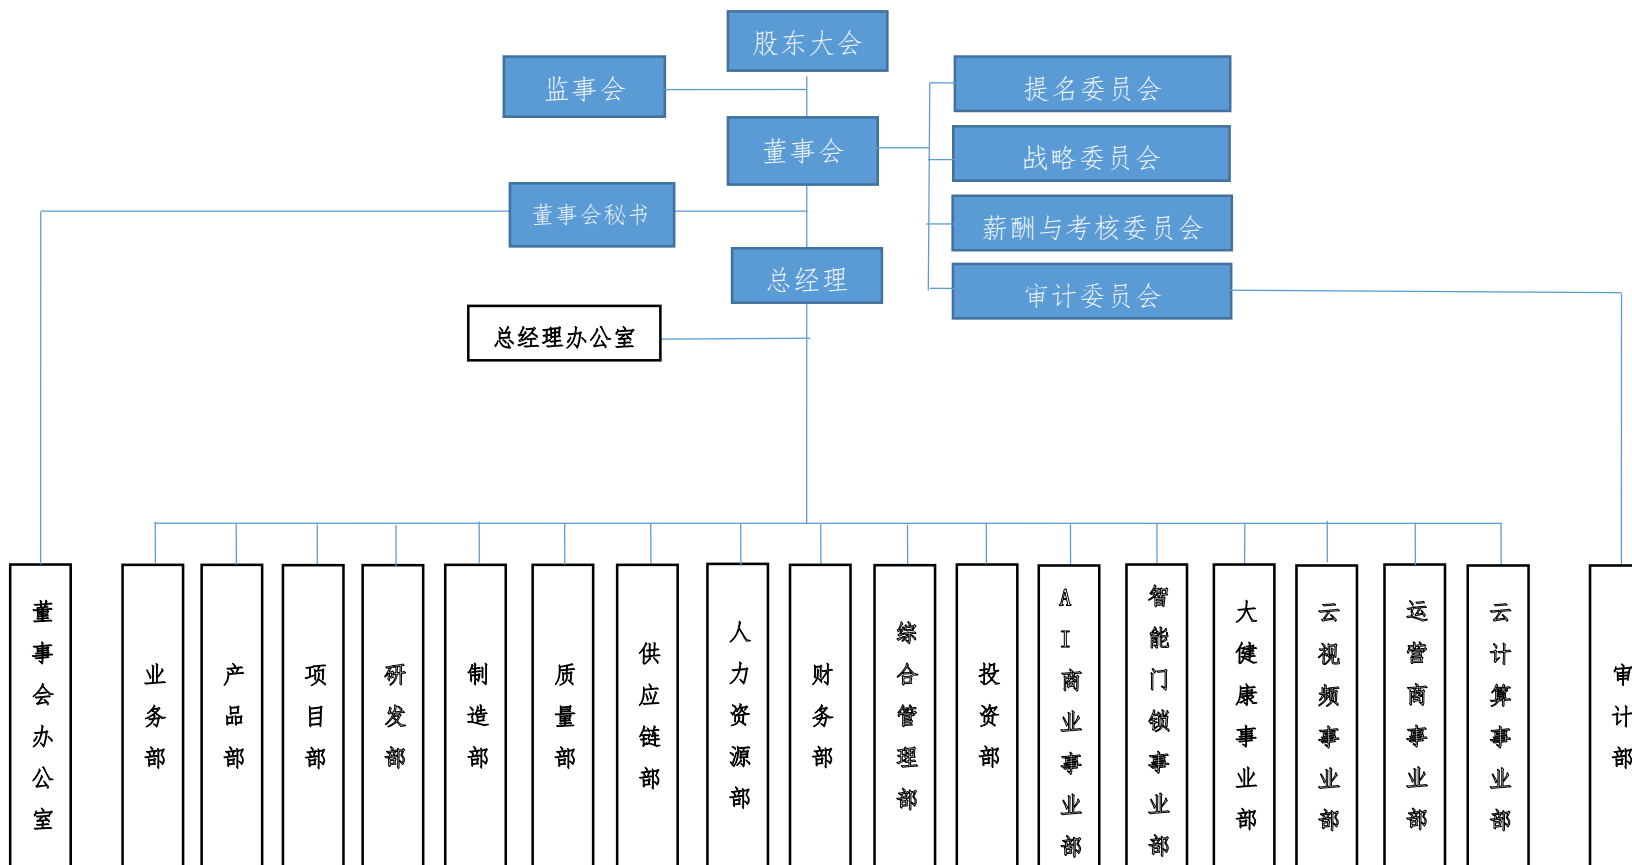 股东大会
监事会
提名委员会
董事会
战略委员会
董事会秘书
薪酬与考核委员会
总经理
审计委员会
总经理办公室
董事会办公室
业务部
产品部
项目部
研发部
制造部
质量部
供应链部
人力资源部
财务部
综合管理部
投资部
AI商业事业部
智能门锁事业部
大健康事业部
云视频事业部
运营商事业部
云计算事业部
审计部